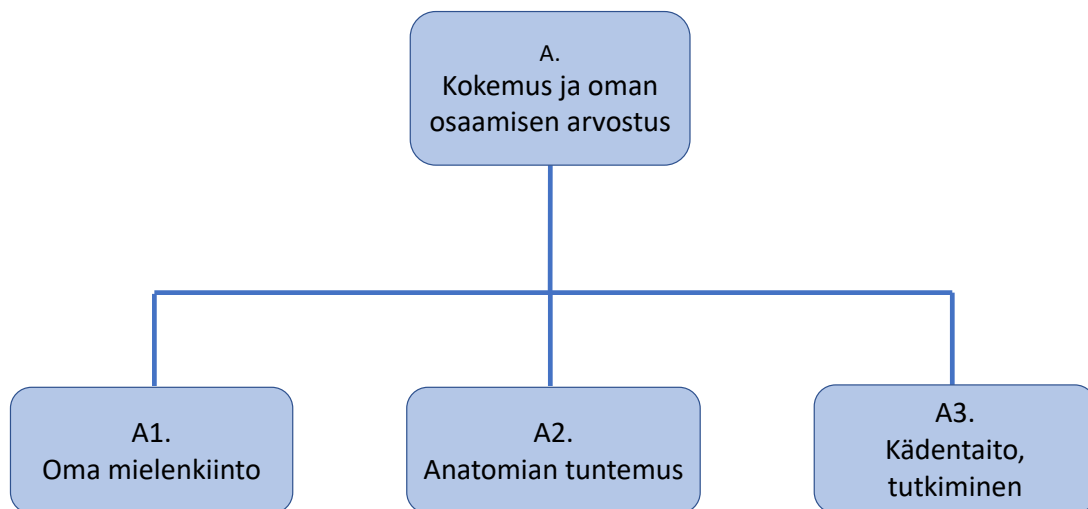 A.
Kokemus ja oman
osaamisen arvostus
A1.
Oma mielenkiinto
A2.
Anatomian tuntemus
A3.
Kädentaito,
tutkiminen